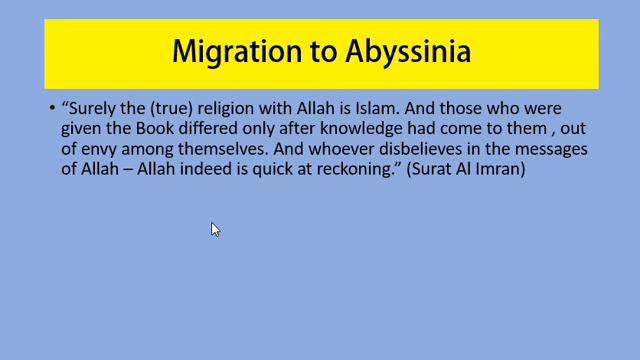 Migration to Abyssinia
• “Surely the (true) religion with Allah is Islam. And those who were
given the Book differed only after knowledge had come to them , out
of envy among themselves. And whoever disbelieves in the messages
of Allah – Allah indeed is quick at reckoning.” (Surat Al Imran)